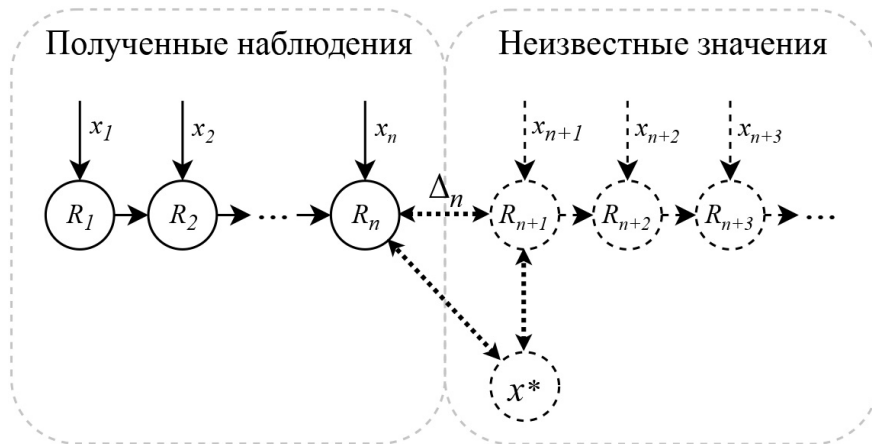 Полученные наблюдения Неизвестные значения
x1 x2 xn xn+1 xn+2 xn+3
R1 R2 ... Rn Δn Rn+1 Rn+2 Rn+3 ...
x*